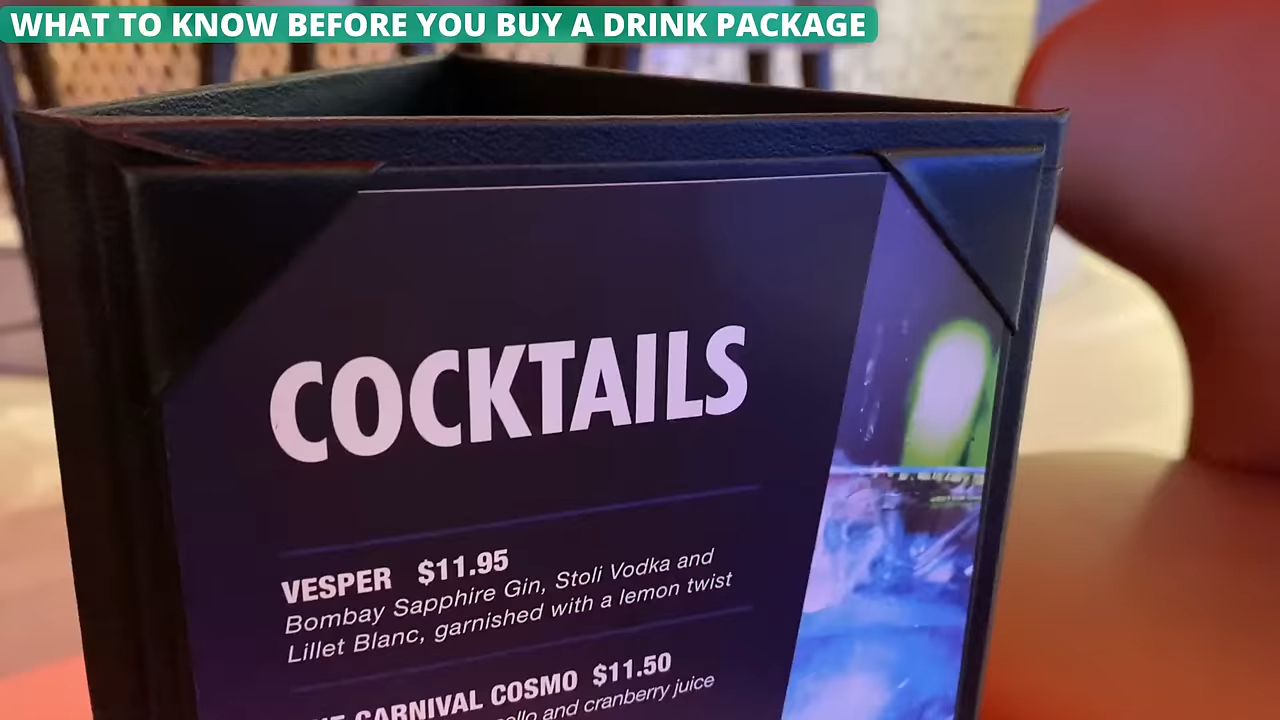 WHAT TO KNOW BEFORE YOU BUY A DRINK PACKAGE
COCKTAILS
VESPER $11.95
Bombay Sapphire Gin, Stoli Vodka and
Lillet Blanc, garnished with a lemon twist
CARNIVAL COSMO $11.50
and cranberry juice